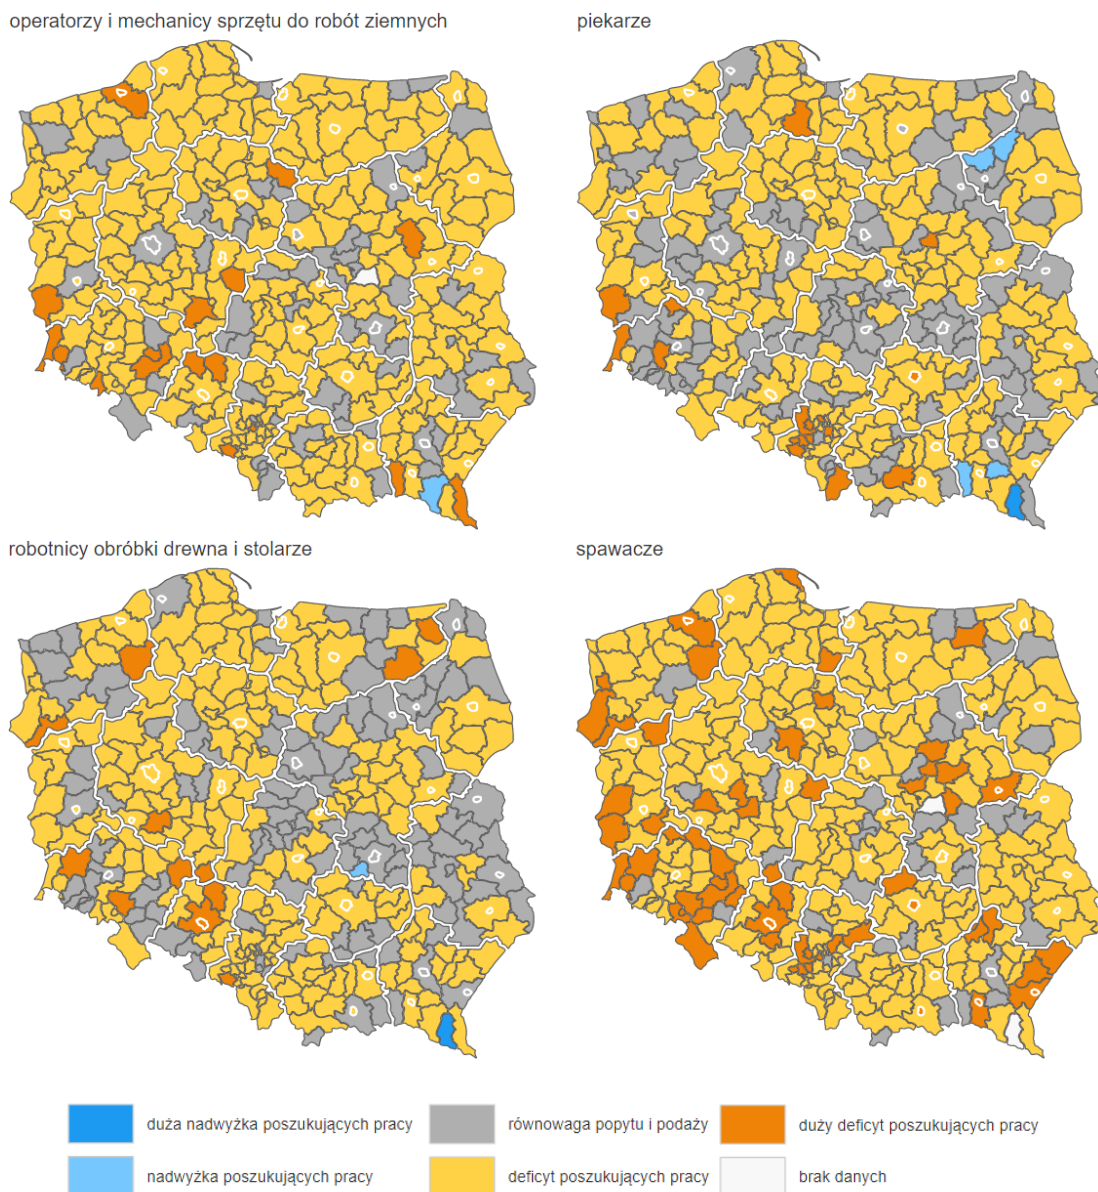 operatorzy i mechanicy sprzętu do robót ziemnych
piekarze
robotnicy obróbki drewna i stolarze
spawacze
duża nadwyżka poszukujących pracy
równowaga popytu i podaży
duży deficyt poszukujących pracy
nadwyżka poszukujących pracy
deficyt poszukujących pracy
brak danych